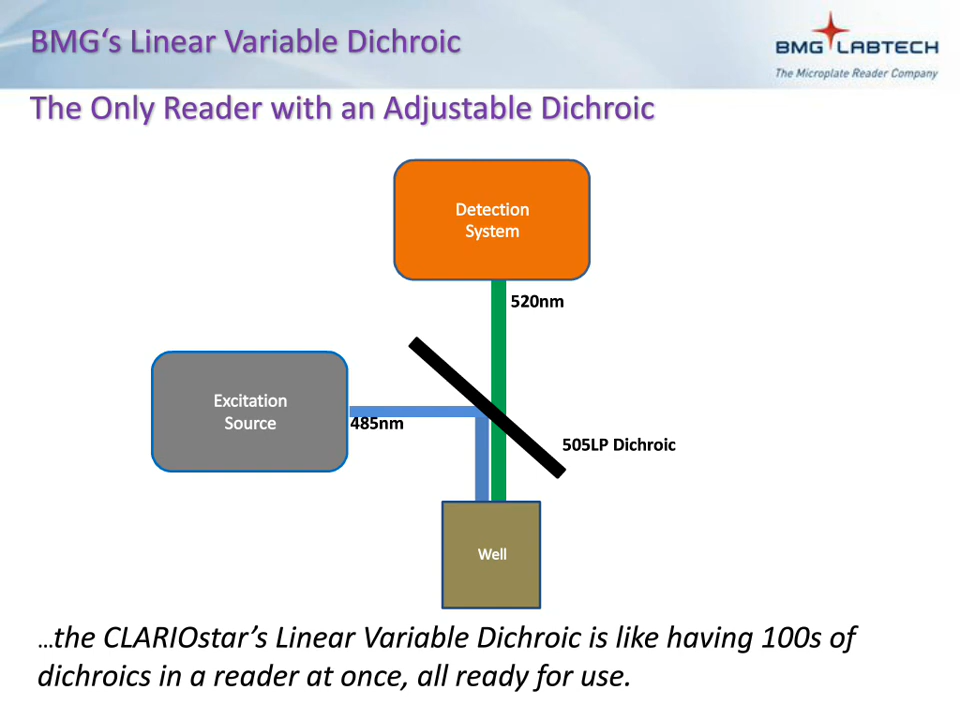 BMG‘s Linear Variable Dichroic
BMG LABTECH
The Microplate Reader Company
The Only Reader with an Adjustable Dichroic
Detection
System
520nm
Excitation
Source
485nm
505LP Dichroic
Well
…the CLARIOstar’s Linear Variable Dichroic is like having 100s of
dichroics in a reader at once, all ready for use.